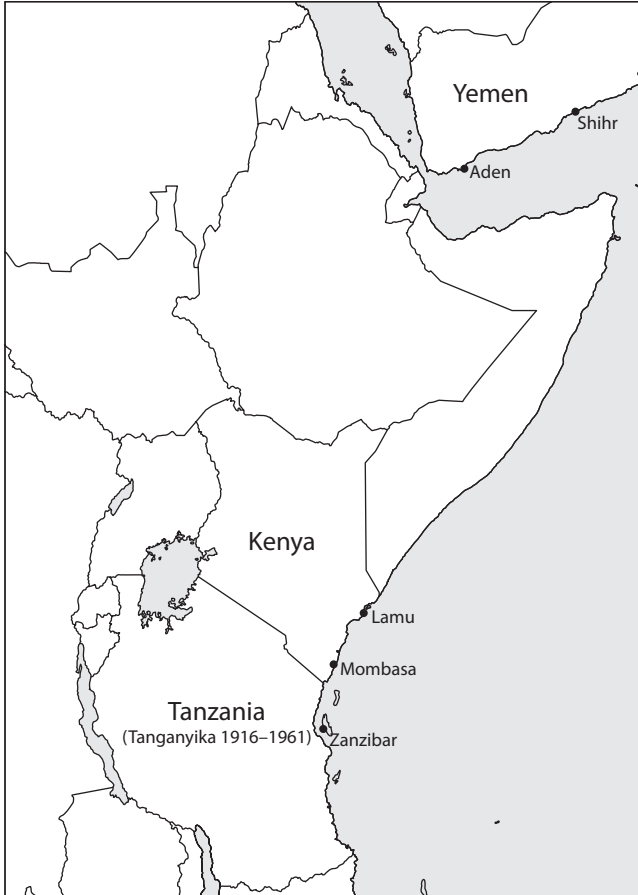 Yemen
Shihr
Aden
Kenya
Lamu
Mombasa
Tanzania
(Tanganyika 1916–1961)
Zanzibar